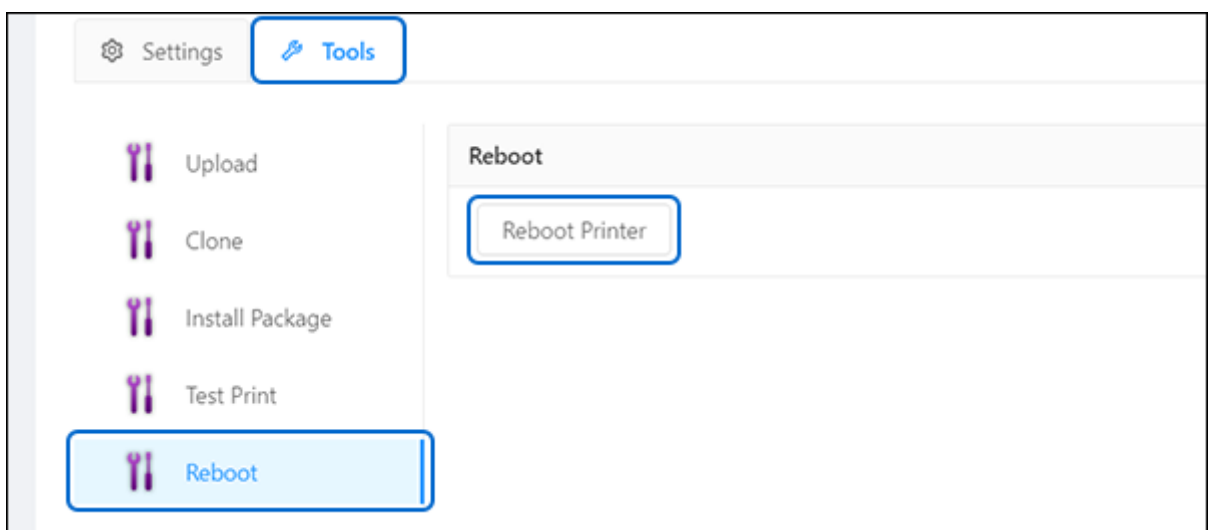 Settings
Tools
Upload
Clone
Install Package
Test Print
Reboot
Reboot
Reboot Printer